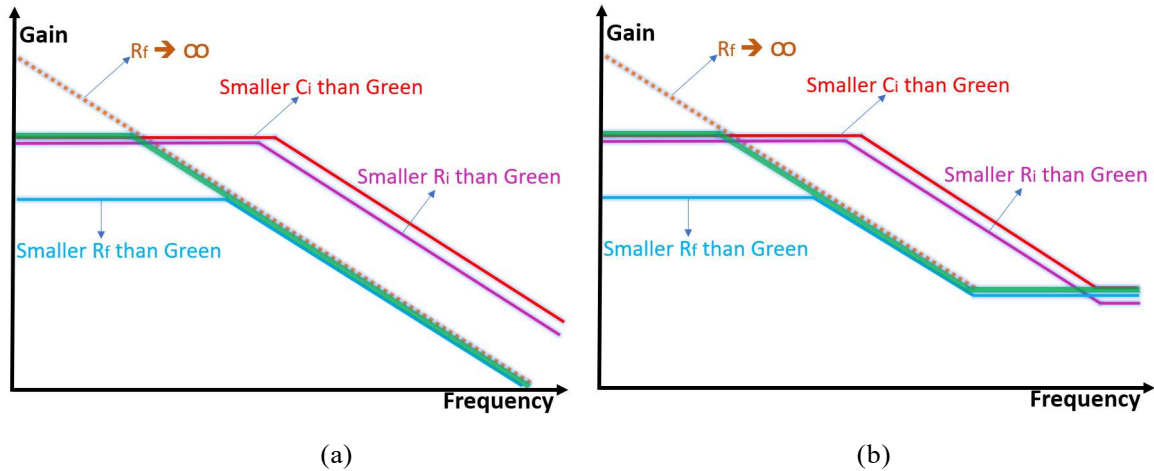 Gain
Rf ➔ ꝏ
Smaller Ci than Green
Smaller Ri than Green
Smaller Rf than Green
Frequency
(a)
Gain
Rf ➔ ꝏ
Smaller Ci than Green
Smaller Ri than Green
Smaller Rf than Green
Frequency
(b)